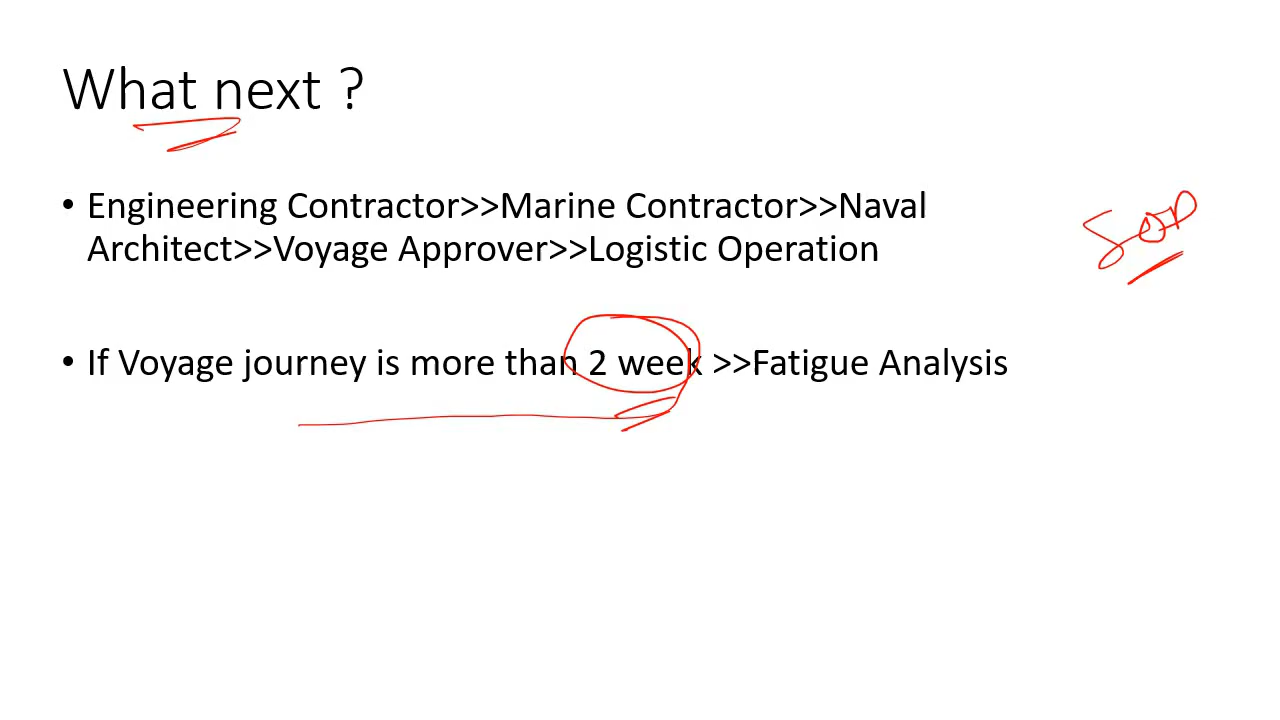 What next ?
• Engineering Contractor>>Marine Contractor>>Naval
Architect>>Voyage Approver>>Logistic Operation
SOP
• If Voyage journey is more than 2 week >>Fatigue Analysis